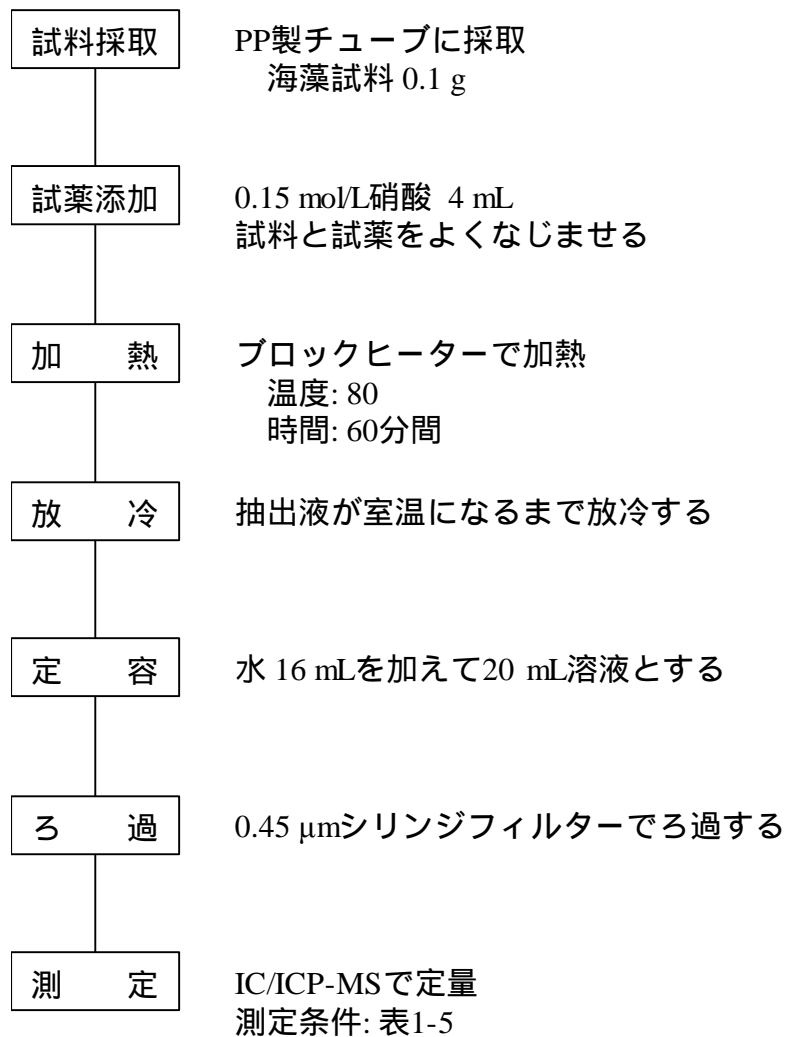 試料採取
PP製チューブに採取
海藻試料 0.1 g
試薬添加
0.15 mol/L硝酸 4 mL
試料と試薬をよくなじませる
加 熱
ブロックヒーターで加熱
温度: 80
時間: 60分間
放 冷
抽出液が室温になるまで放冷する
定 容
水 16 mLを加えて20 mL溶液とする
ろ 過
0.45 μmシリンジフィルターでろ過する
測 定
IC/ICP-MSで定量
測定条件: 表1-5